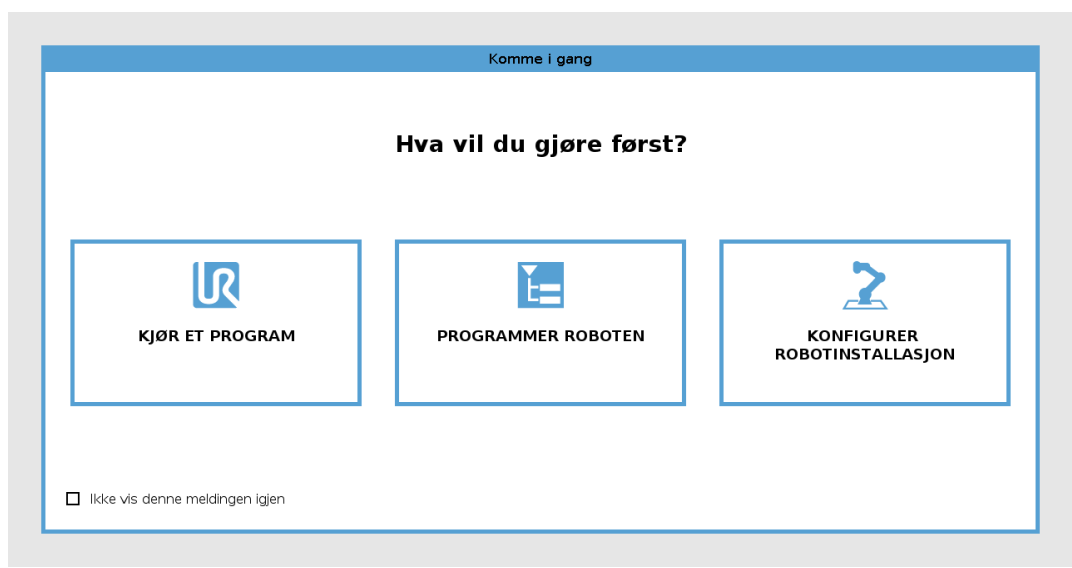 Komme i gang
Hva vil du gjøre først?
KJØR ET PROGRAM
PROGRAMMER ROBOTEN
KONFIGURER
ROBOTINSTALLASJON
Ikke vis denne meldingen igjen